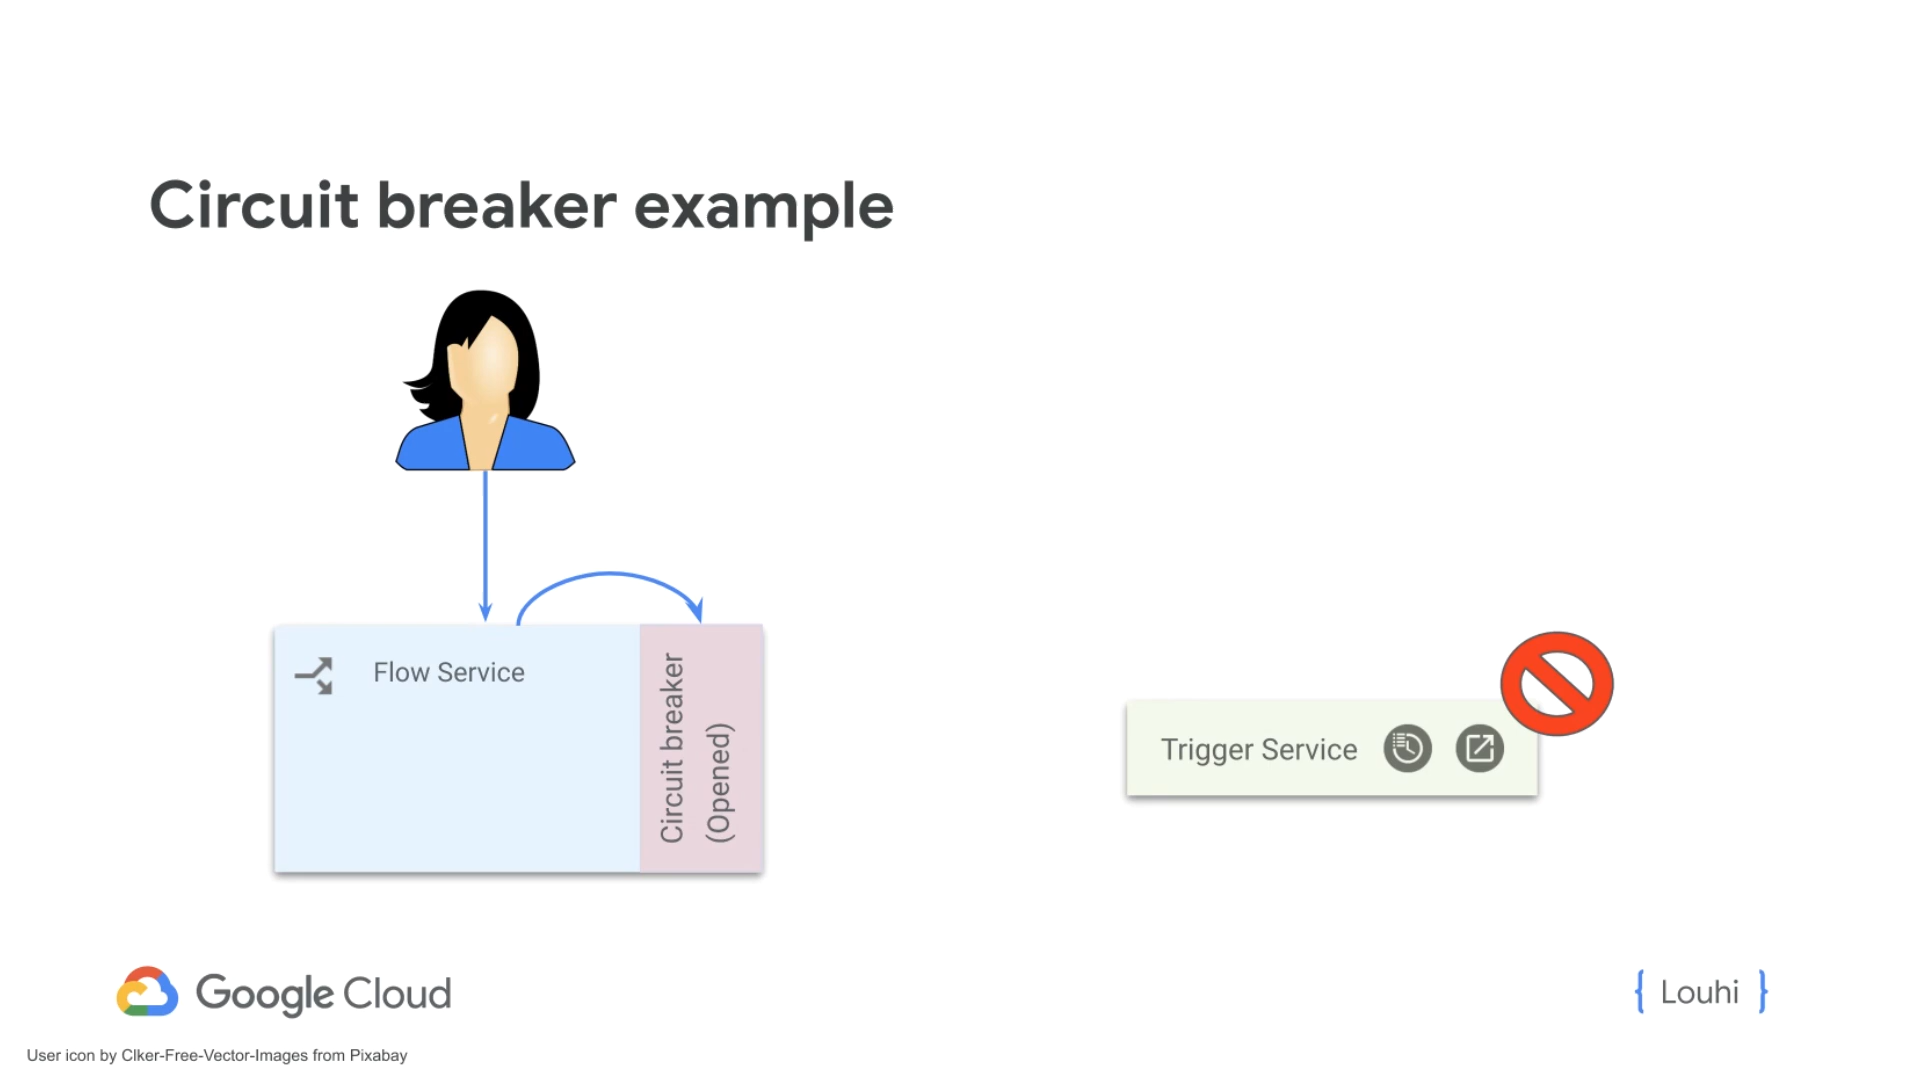 Circuit breaker example
Flow Service
Circuit breaker
(Opened)
Trigger Service
Google Cloud
{ Louhi }
User icon by Clker-Free-Vector-Images from Pixabay